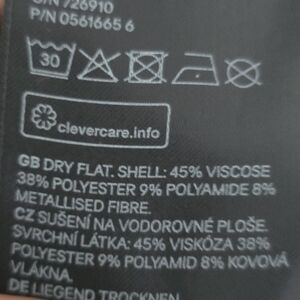 O/N 726910
P/N 0561665 6
30
clevercare.info
GB DRY FLAT. SHELL: 45% VISCOSE
38% POLYESTER 9% POLYAMIDE 8%
METALLISED FIBRE.
CZ SUŠENÍ NA VODOROVNÉ PLOŠE.
SVRCHNÍ LÁTKA: 45% VISKÓZA 38%
POLYESTER 9% POLYAMID 8% KOVOVÁ
VLÁKNA.
DE LIEGEND TROCKNEN